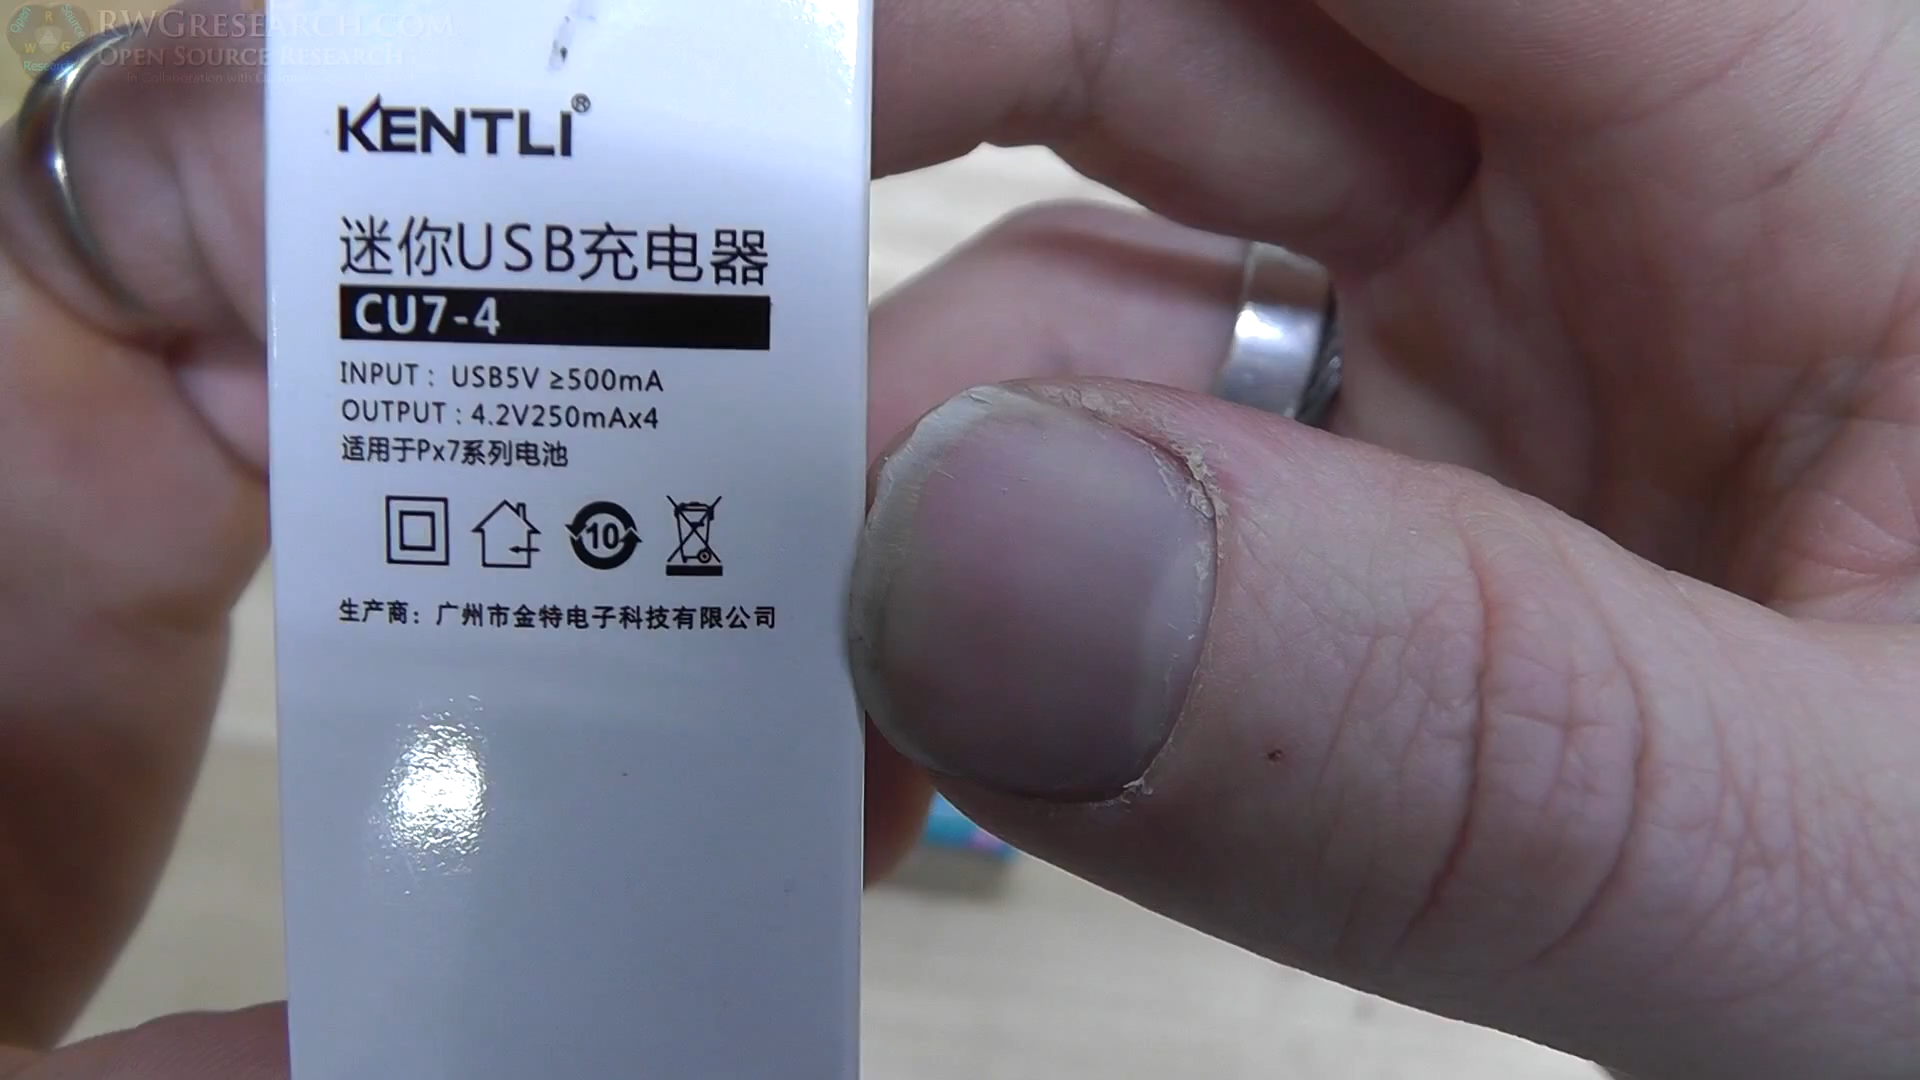 RWGRESEARCH.COM
OPEN SOURCE RESEARCH
KENTLI®
迷你USB充电器
CU7-4
INPUT : USB5V ≥500mA
OUTPUT : 4.2V250mAx4
适用于Px7系列电池
10
生产商：广州市金特电子科技有限公司